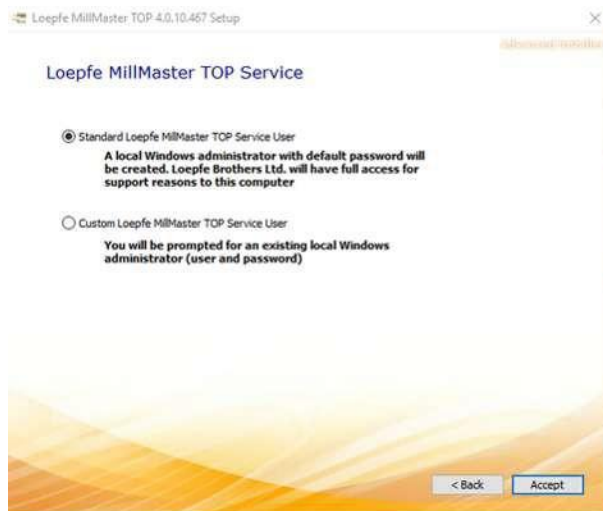 Loepfe MillMaster TOP 4.0.10.467 Setup
Loepfe MillMaster TOP Service
Standard Loepfe MillMaster TOP Service User
A local Windows administrator with default password will
be created. Loepfe Brothers Ltd. will have full access for
support reasons to this computer
Custom Loepfe MillMaster TOP Service User
You will be prompted for an existing local Windows
administrator (user and password)
< Back
Accept